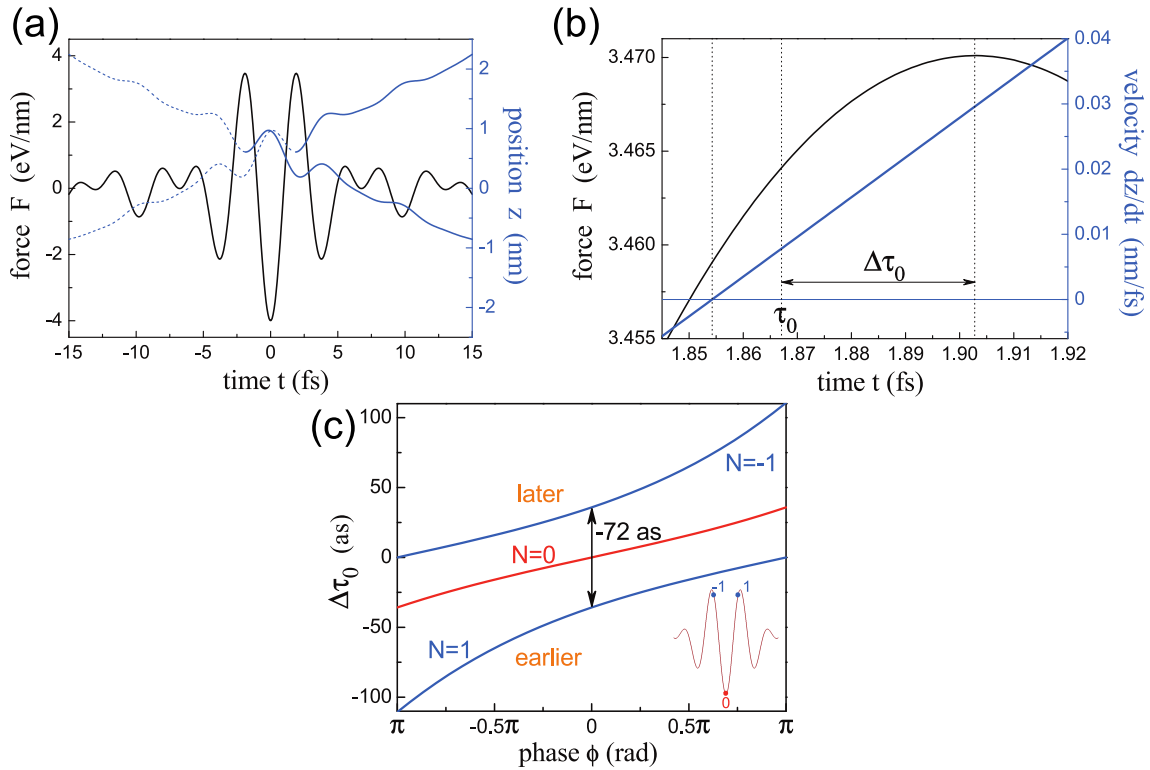 (a)
4
2
0
-2
-4
force F (eV/nm)
2
1
0
-1
-2
position z (nm)
-15
-10
-5
0
5
10
15
time t (fs)
(b)
3.470
3.465
3.460
3.455
force F (eV/nm)
0.04
0.03
0.02
0.01
0
velocity dz/dt (nm/fs)
Δτ0
τ0
1.85
1.86
1.87
1.88
1.89
1.90
1.91
1.92
time t (fs)
(c)
100
50
0
-50
-100
Δτ0 (as)
later
N=-1
-72 as
N=0
N=1
earlier
-1
1
0
π
-0.5π
0
0.5π
π
phase ϕ (rad)